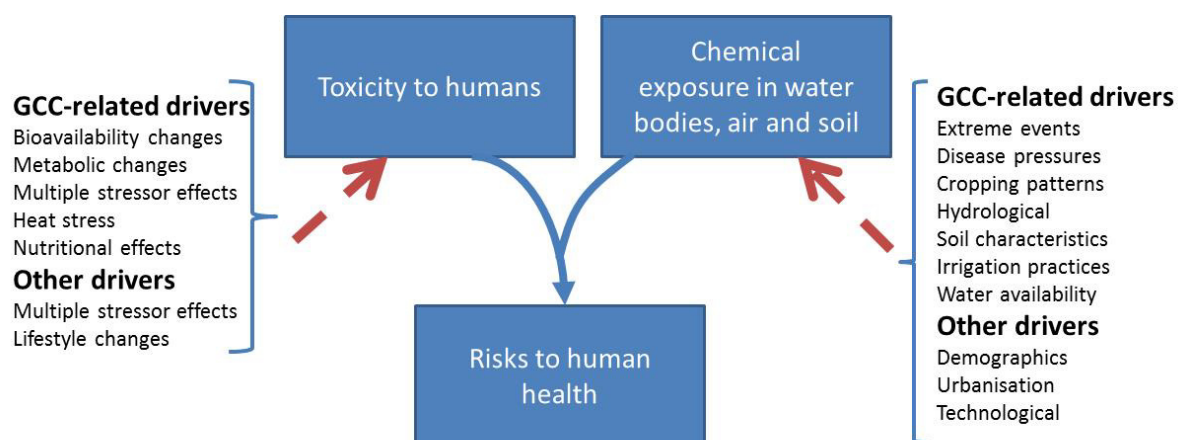 Toxicity to humans
Chemical
exposure in water
bodies, air and soil
GCC-related drivers
Bioavailability changes
Metabolic changes
Multiple stressor effects
Heat stress
Nutritional effects
Other drivers
Multiple stressor effects
Lifestyle changes
GCC-related drivers
Extreme events
Disease pressures
Cropping patterns
Hydrological
Soil characteristics
Irrigation practices
Water availability
Other drivers
Demographics
Urbanisation
Technological
Risks to human
health